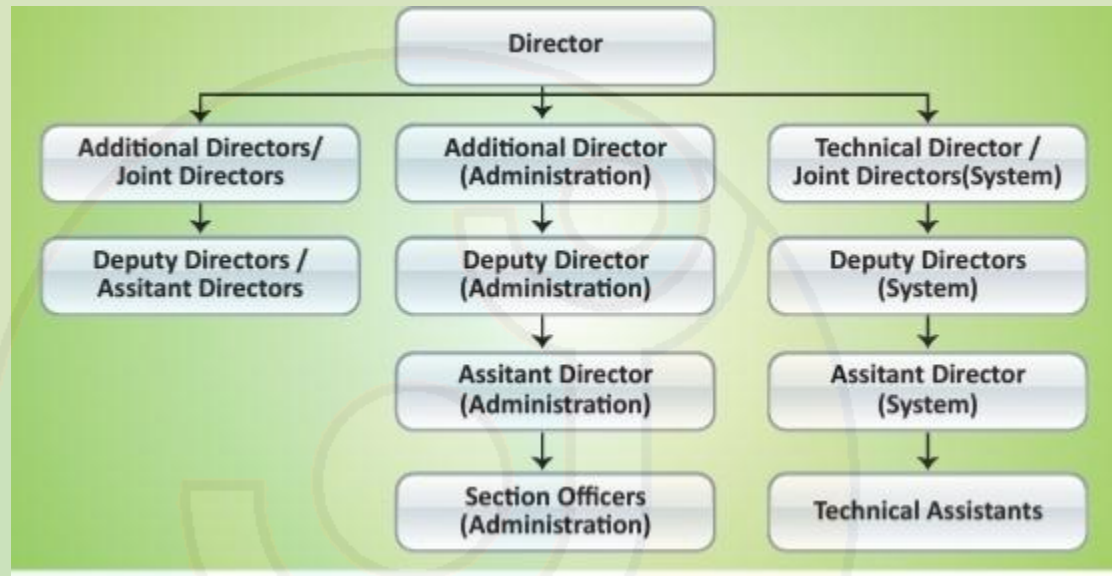 Director
Additional Directors/
Joint Directors
Additional Director
(Administration)
Technical Director /
Joint Directors(System)
Deputy Directors /
Assitant Directors
Deputy Director
(Administration)
Deputy Directors
(System)
Assitant Director
(Administration)
Assitant Director
(System)
Section Officers
(Administration)
Technical Assistants